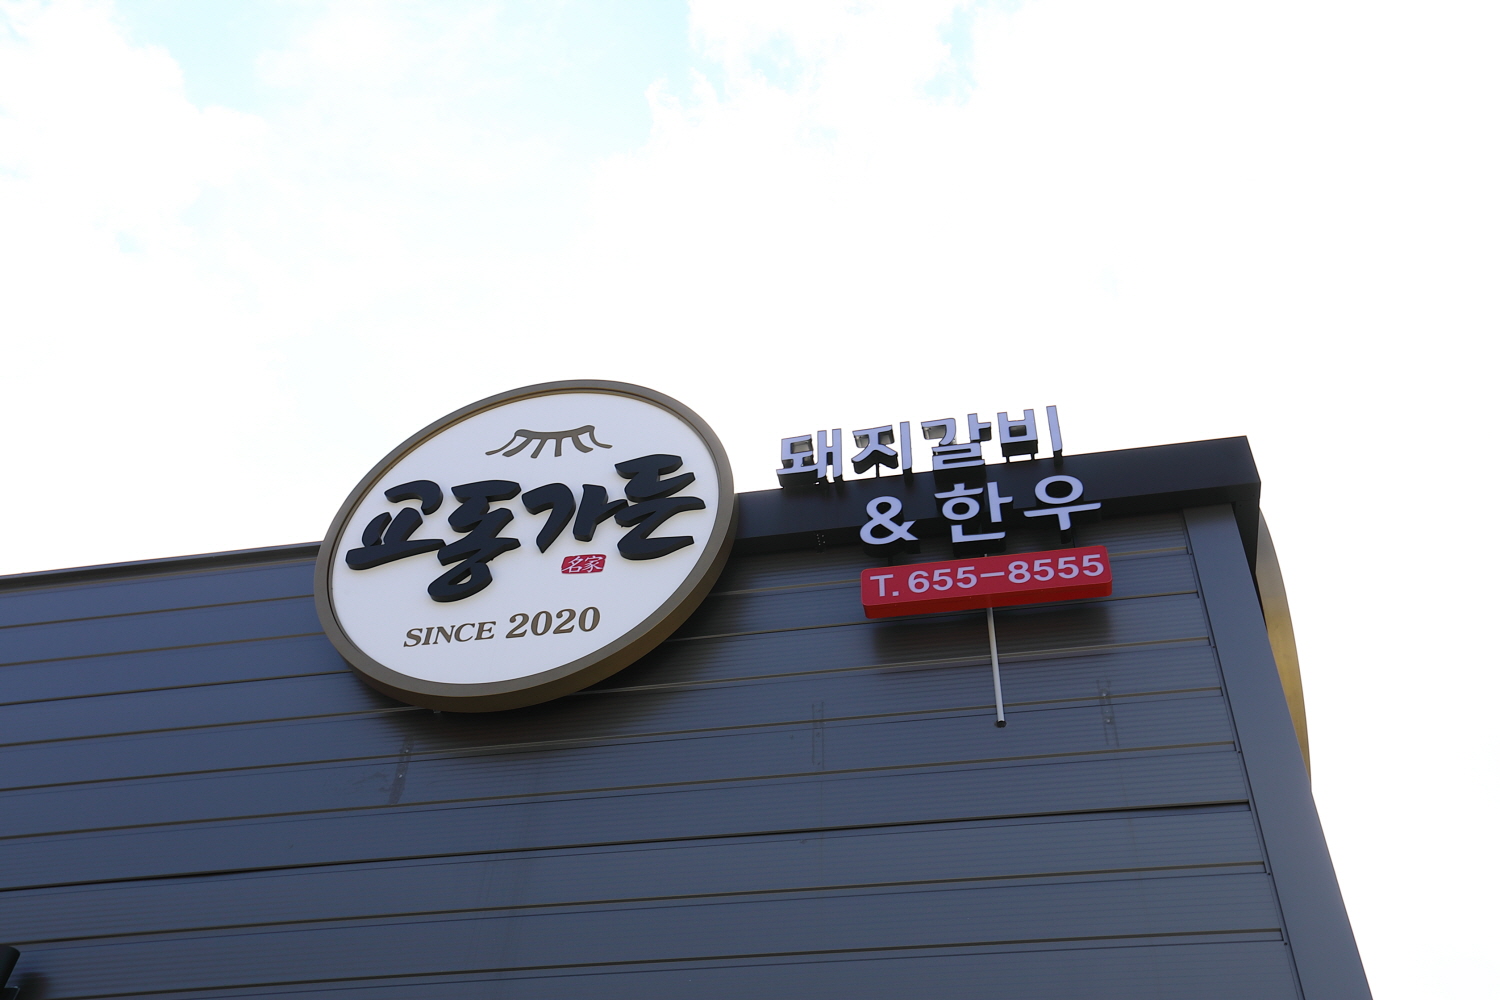 교동가든
名家
SINCE 2020
돼지갈비
& 한우
T. 655-8555